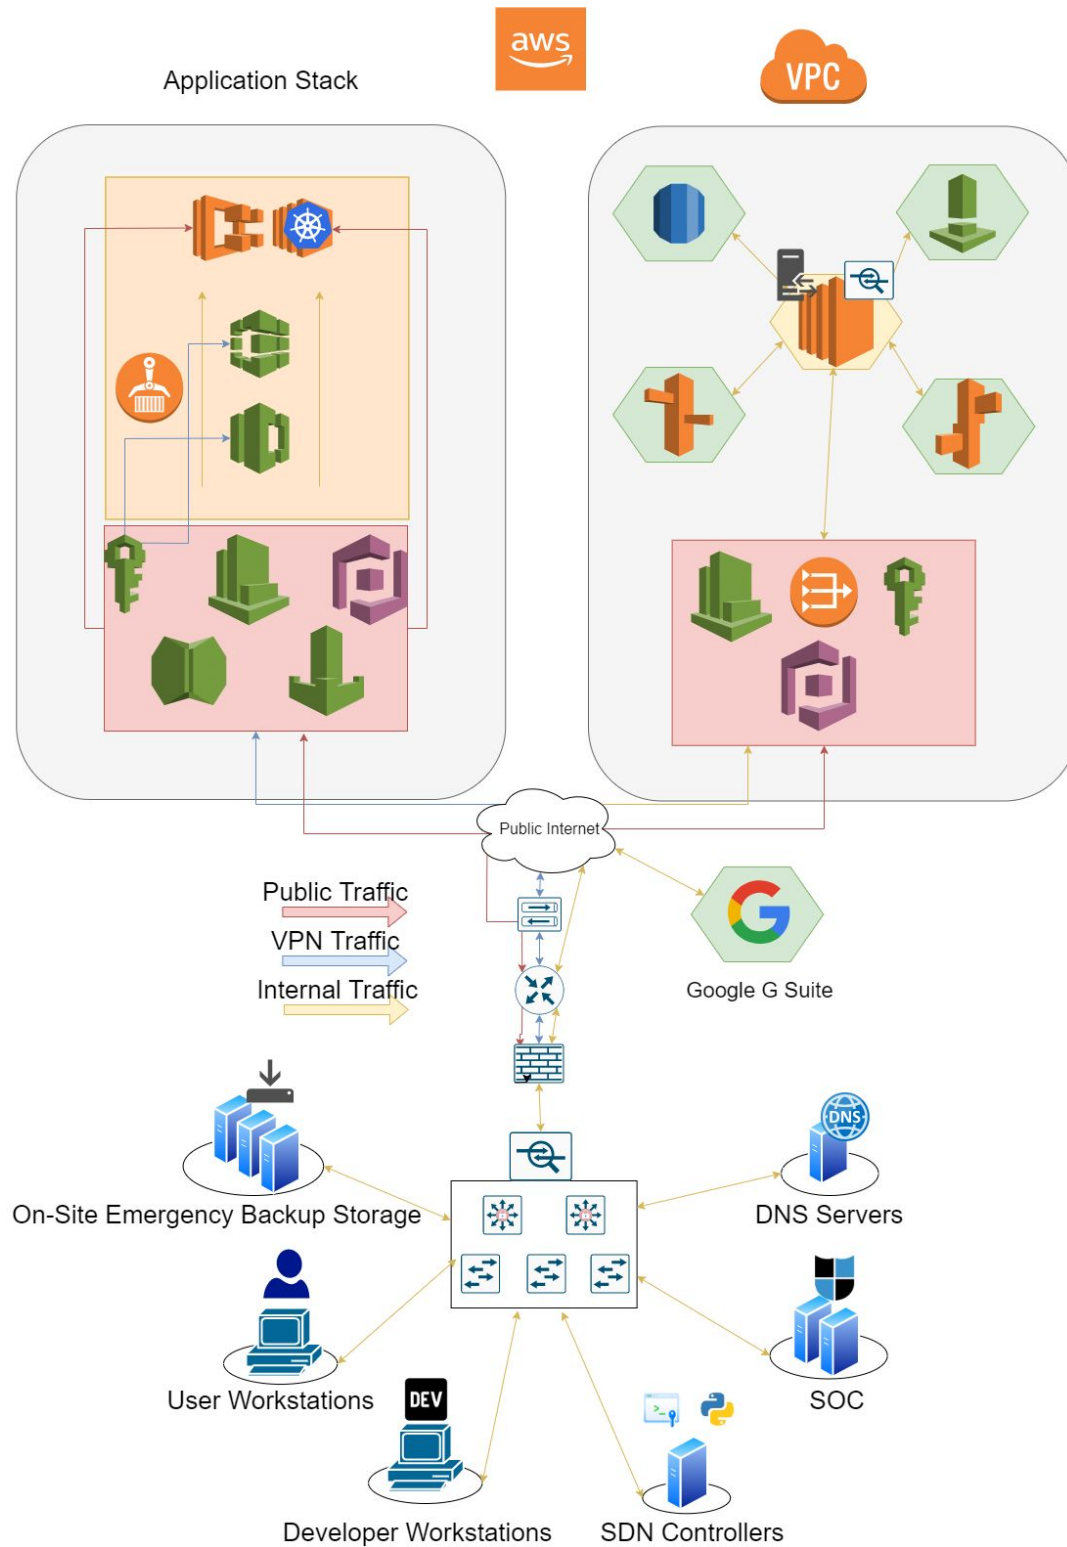 aws
VPC
Application Stack
Public Internet
Public Traffic
VPN Traffic
Internal Traffic
Google G Suite
DNS
On-Site Emergency Backup Storage
DNS Servers
User Workstations
SOC
DEV
>_
Developer Workstations
SDN Controllers